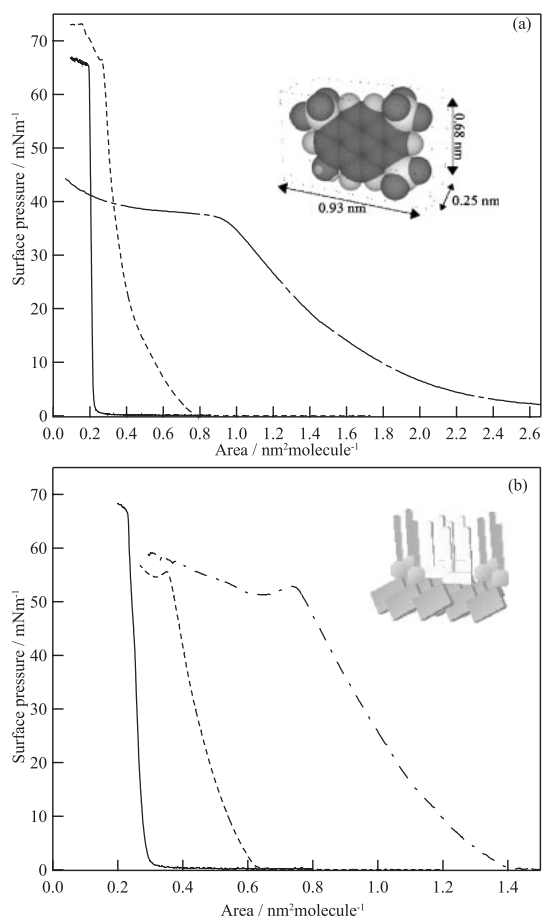 (a)
70
60
50
40
30
20
10
0
Surface pressure / mNm-1
0.68 nm
0.25 nm
0.93 nm
0.0 0.2 0.4 0.6 0.8 1.0 1.2 1.4 1.6 1.8 2.0 2.2 2.4 2.6
Area / nm²molecule-1
(b)
70
60
50
40
30
20
10
0
Surface pressure / mNm-1
0.0 0.2 0.4 0.6 0.8 1.0 1.2 1.4
Area / nm²molecule-1